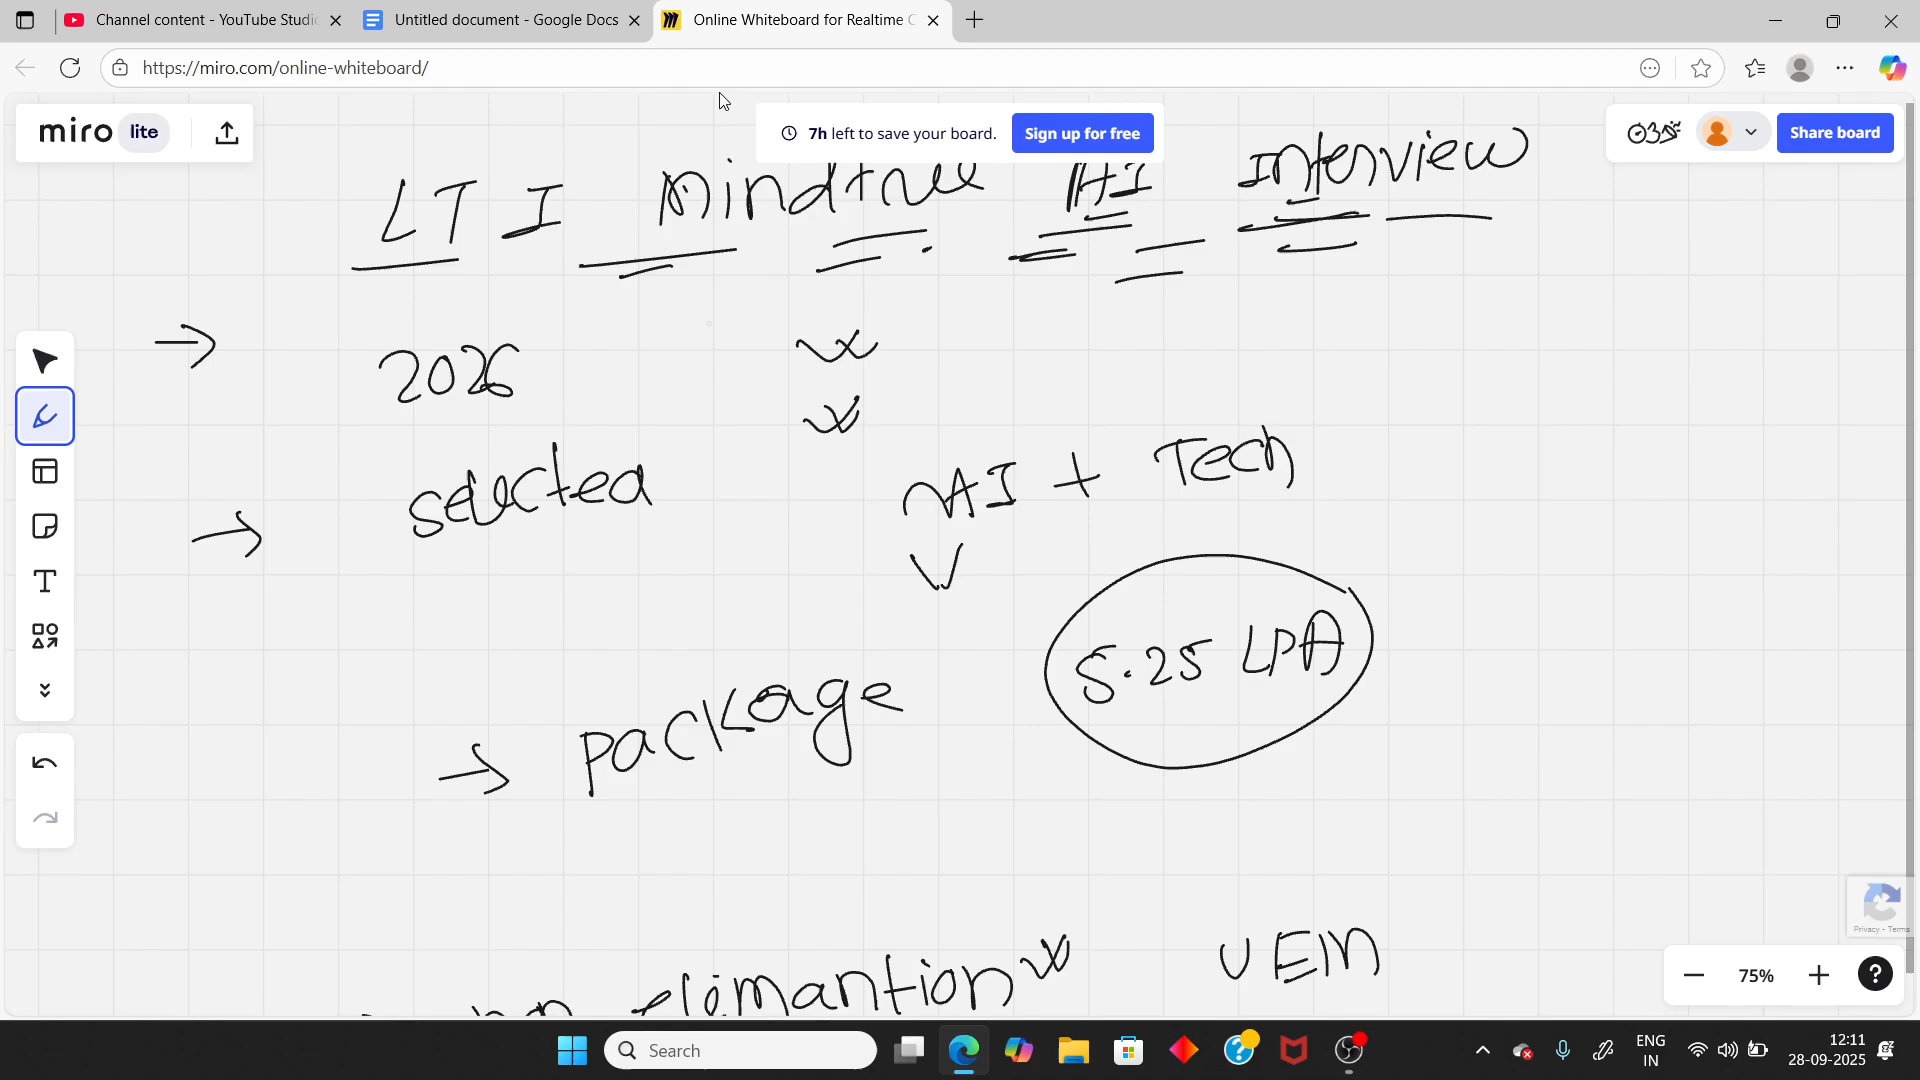 Channel content - YouTube Studio
Untitled document - Google Docs
Online Whiteboard for Realtime C
https://miro.com/online-whiteboard/
miro lite
7h left to save your board.
Sign up for free
Share board
LTI Mindtree AI Interview
2026
selected
AI + Tech
package
5.25 LPA
elimantion
Privacy - Terms
75%
Search
ENG
IN
12:11
28-09-2025